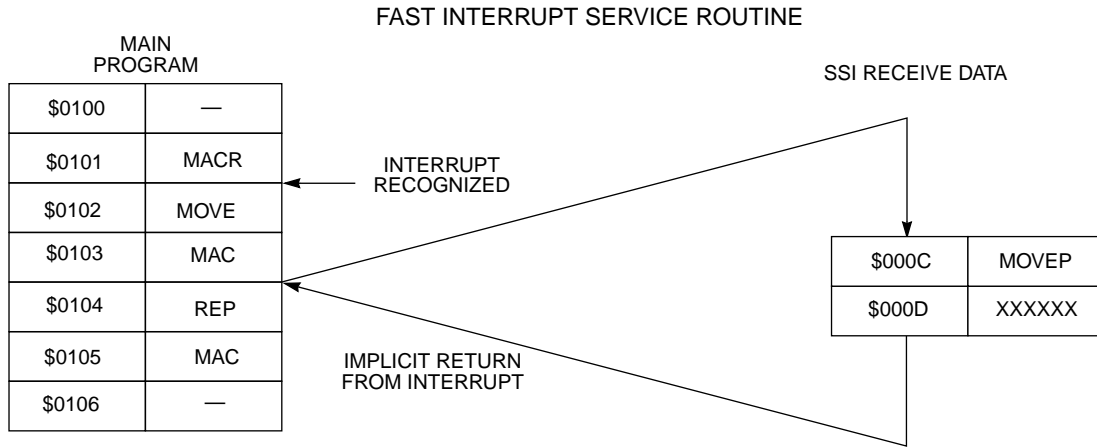 FAST INTERRUPT SERVICE ROUTINE
MAIN
PROGRAM
$0100 —
$0101 MACR
$0102 MOVE
$0103 MAC
$0104 REP
$0105 MAC
$0106 —
INTERRUPT
RECOGNIZED
IMPLICIT RETURN
FROM INTERRUPT
SSI RECEIVE DATA
$000C MOVEP
$000D XXXXXX